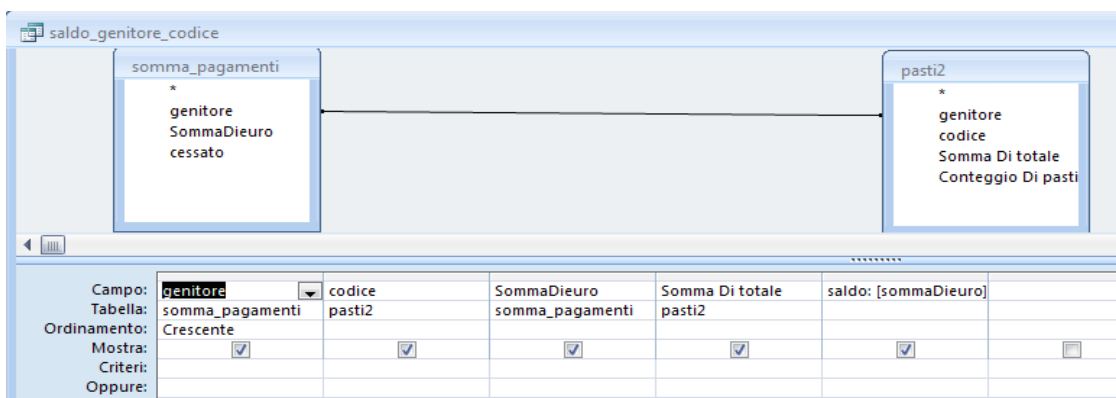 saldo_genitore_codice
somma_pagamenti
*
genitore
SommaDieuro
cessato
pasti2
*
genitore
codice
Somma Di totale
Conteggio Di pasti
Campo: genitore codice SommaDieuro Somma Di totale saldo: [sommaDieuro]
Tabella: somma_pagamenti pasti2 somma_pagamenti pasti2
Ordinamento: Crescente
Mostra:
Criteri:
Oppure: